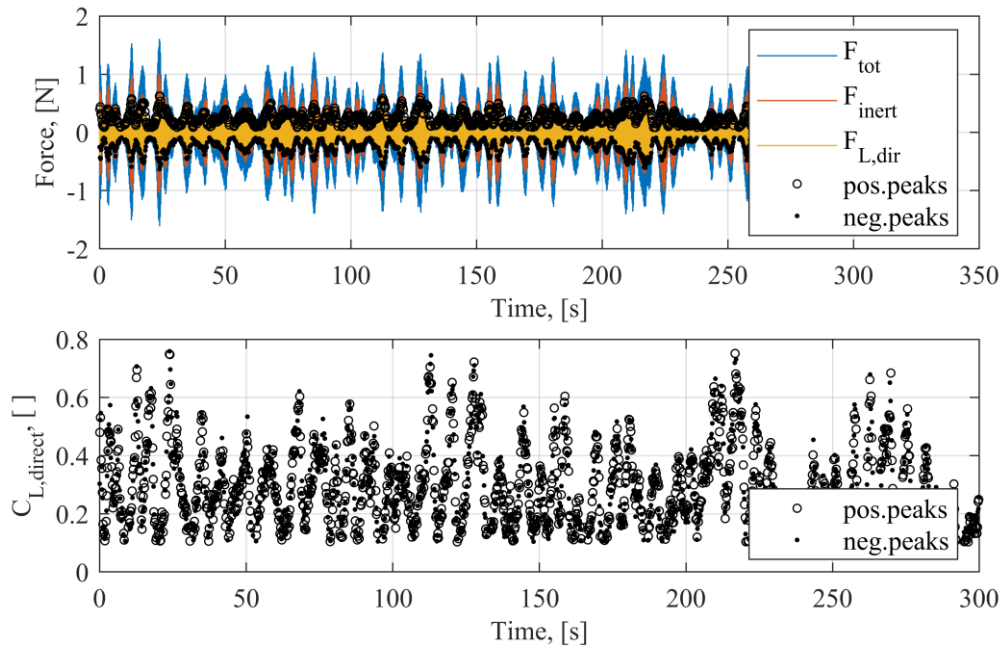 2
1
0
-1
-2
Force, [N]
F_tot
F_inert
F_L,dir
pos.peaks
neg.peaks
0 50 100 150 200 250 300 350
Time, [s]
0.8
0.6
0.4
0.2
0
C_L,direct, [ ]
pos.peaks
neg.peaks
0 50 100 150 200 250 300
Time, [s]